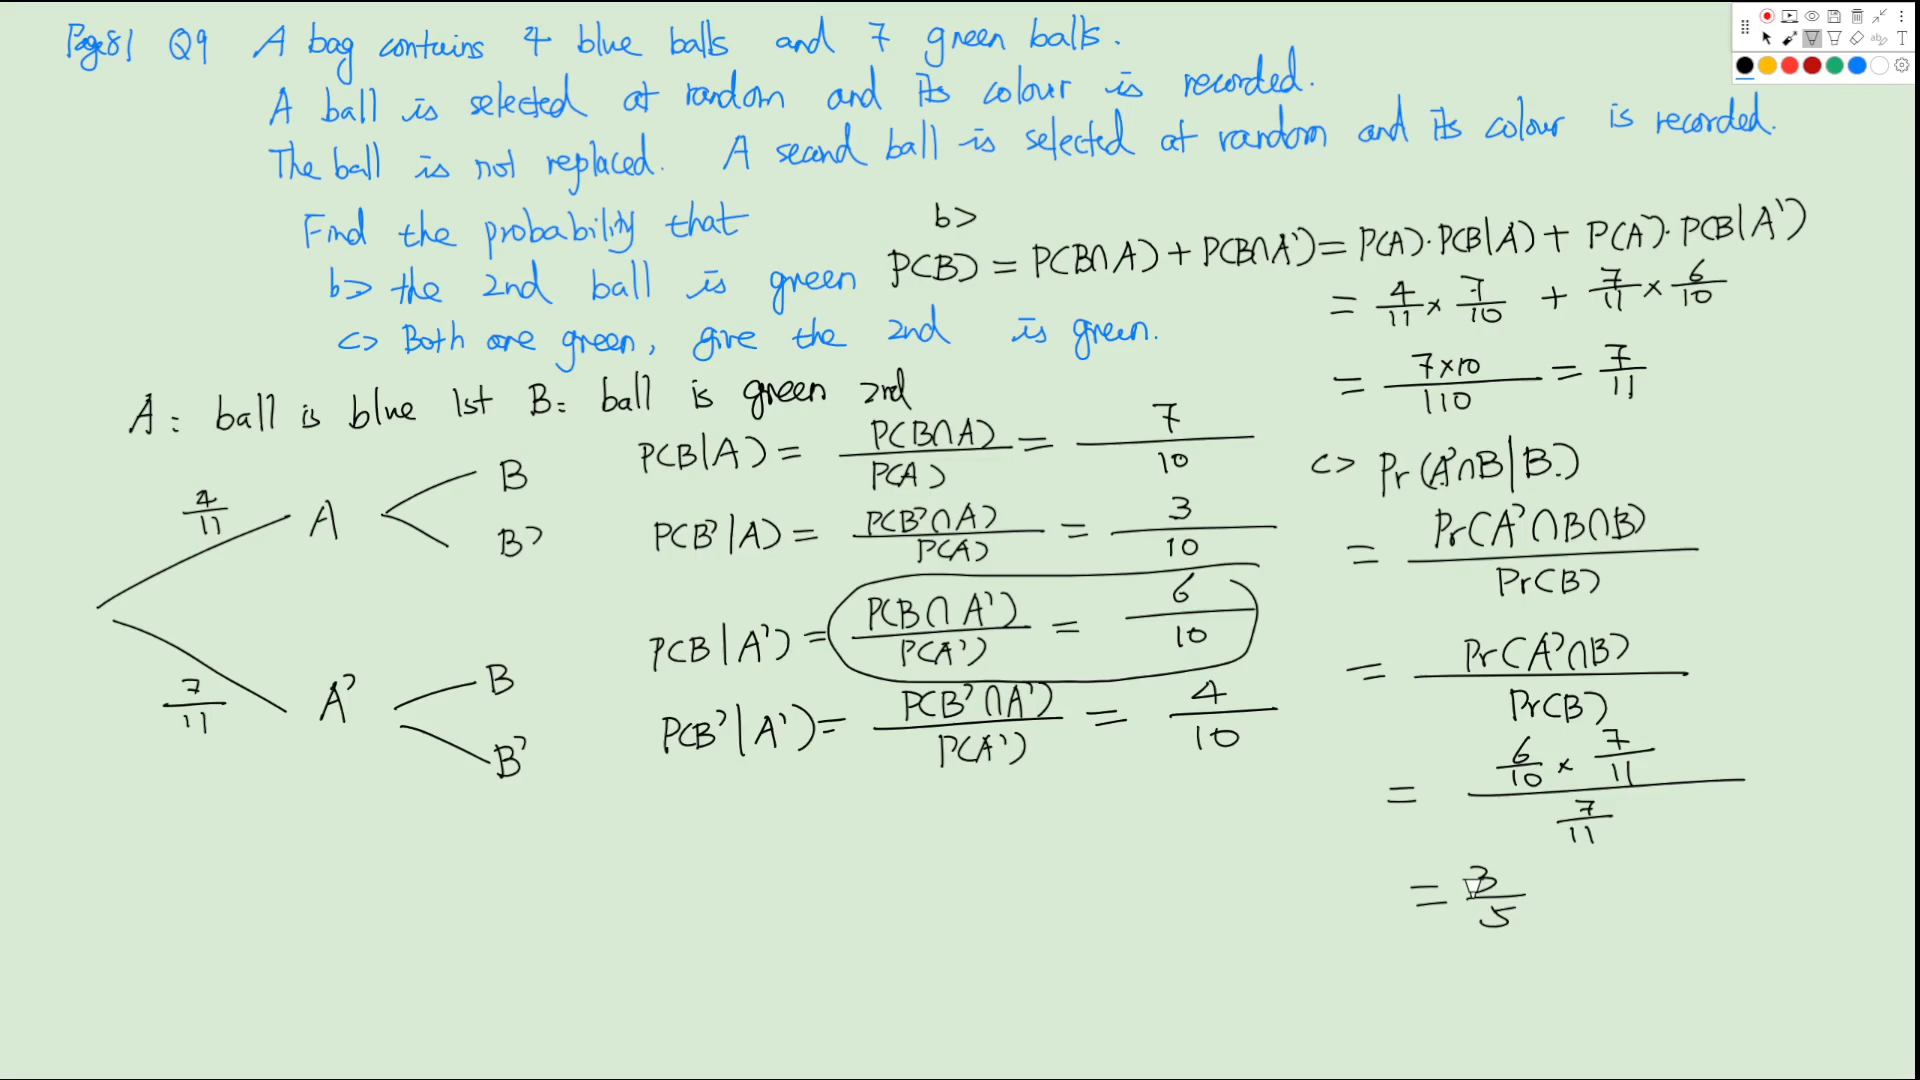 Page81 Q9 A bag contains 4 blue balls and 7 green balls.
A ball is selected at random and its colour is recorded.
The ball is not replaced. A second ball is selected at random and its colour is recorded.
Find the probability that
b> the 2nd ball is green
c> Both are green, give the 2nd is green.
A: ball is blue 1st B: ball is green 2nd
4/11 A B
B'
7/11 A' B
B'
P(B|A) = P(B∩A)/P(A) = 7/10
P(B'|A) = P(B'∩A)/P(A) = 3/10
P(B|A') = P(B∩A')/P(A') = 6/10
P(B'|A') = P(B'∩A')/P(A') = 4/10
b>
P(B) = P(B∩A) + P(B∩A') = P(A)·P(B|A) + P(A')·P(B|A')
= 4/11 × 7/10 + 7/11 × 6/10
= 7×10/110 = 7/11
c> Pr(A'∩B|B)
= Pr(A'∩B∩B)/Pr(B)
= Pr(A'∩B)/Pr(B)
= 6/10 × 7/11 / 7/11
= 3/5